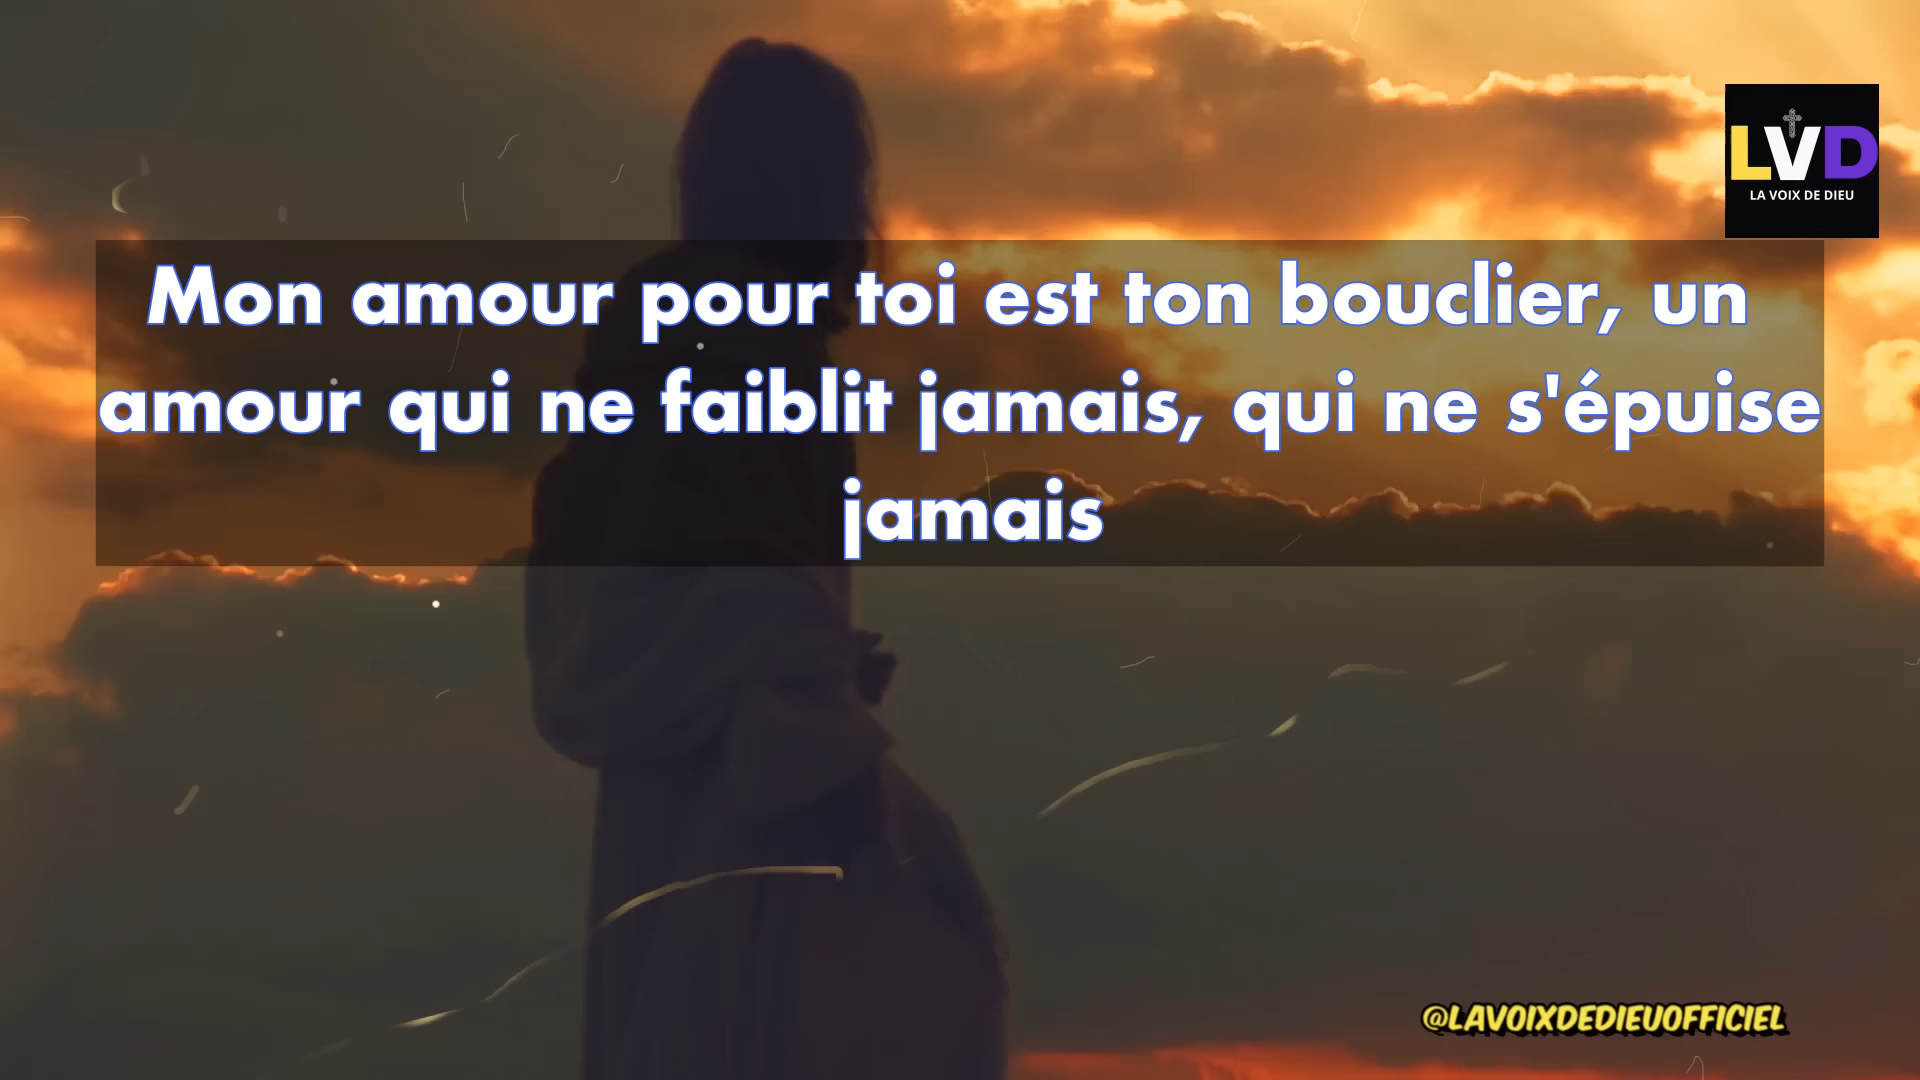 LVD
LA VOIX DE DIEU
Mon amour pour toi est ton bouclier, un
amour qui ne faiblit jamais, qui ne s'épuise
jamais
@LAVOIXDEDIEUOFFICIEL